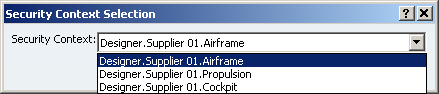 Security Context Selection
Security Context: Designer.Supplier 01.Airframe
Designer.Supplier 01.Airframe
Designer.Supplier 01.Propulsion
Designer.Supplier 01.Cockpit